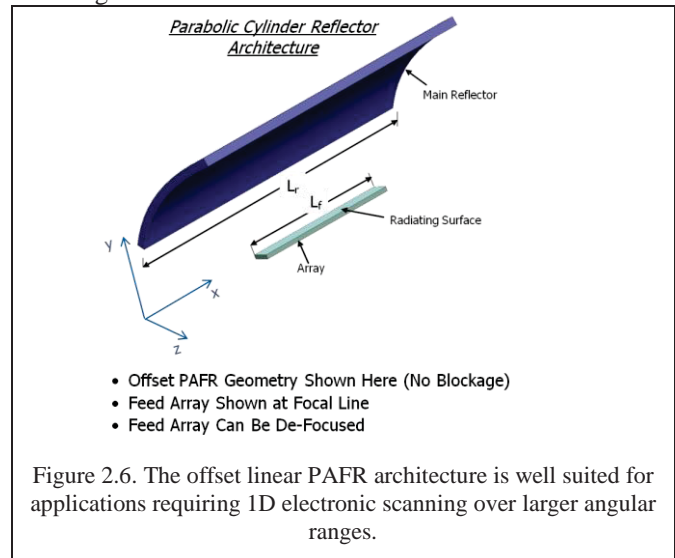 Parabolic Cylinder Reflector
Architecture
Main Reflector
Lr
Lf
Radiating Surface
Array
y
x
z
• Offset PAFR Geometry Shown Here (No Blockage)
• Feed Array Shown at Focal Line
• Feed Array Can Be De-Focused
Figure 2.6. The offset linear PAFR architecture is well suited for
applications requiring 1D electronic scanning over larger angular
ranges.